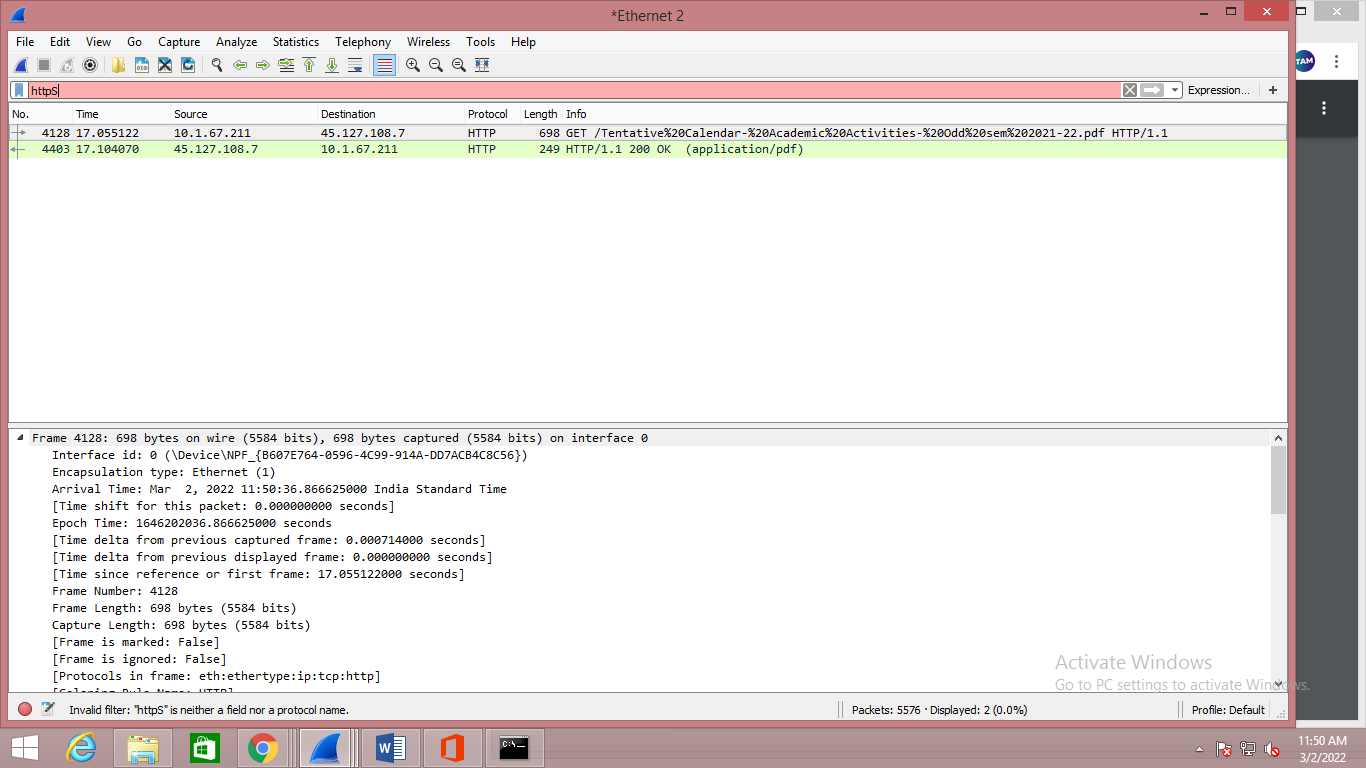 *Ethernet 2
File Edit View Go Capture Analyze Statistics Telephony Wireless Tools Help
httpS
Expression... +
No. Time Source Destination Protocol Length Info
4128 17.055122 10.1.67.211 45.127.108.7 HTTP 698 GET /Tentative%20Calendar-%20Academic%20Activities-%20Odd%20sem%202021-22.pdf HTTP/1.1
4403 17.104070 45.127.108.7 10.1.67.211 HTTP 249 HTTP/1.1 200 OK (application/pdf)
TAM
Frame 4128: 698 bytes on wire (5584 bits), 698 bytes captured (5584 bits) on interface 0
Interface id: 0 (\Device\NPF_{B607E764-0596-4C99-914A-DD7ACB4C8C56})
Encapsulation type: Ethernet (1)
Arrival Time: Mar 2, 2022 11:50:36.866625000 India Standard Time
[Time shift for this packet: 0.000000000 seconds]
Epoch Time: 1646202036.866625000 seconds
[Time delta from previous captured frame: 0.000714000 seconds]
[Time delta from previous displayed frame: 0.000000000 seconds]
[Time since reference or first frame: 17.055122000 seconds]
Frame Number: 4128
Frame Length: 698 bytes (5584 bits)
Capture Length: 698 bytes (5584 bits)
[Frame is marked: False]
[Frame is ignored: False]
[Protocols in frame: eth:ethertype:ip:tcp:http]
[Coloring Rule Name: HTTP]
Activate Windows
Go to PC settings to activate Windows.
Invalid filter: "httpS" is neither a field nor a protocol name.
Packets: 5576 · Displayed: 2 (0.0%)
Profile: Default
C:\_
11:50 AM
3/2/2022